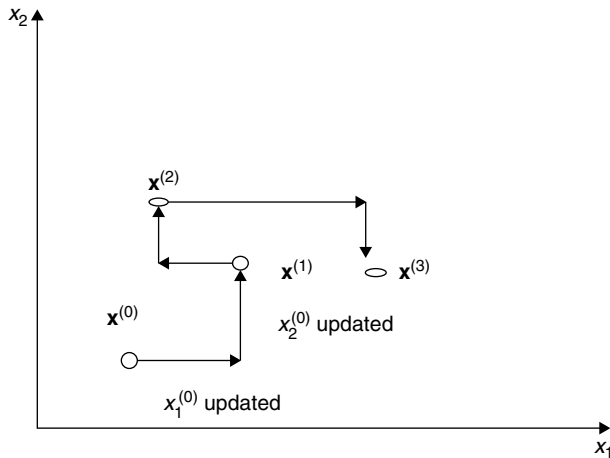 x₂
𝐱⁽²⁾
𝐱⁽¹⁾
𝐱⁽³⁾
𝐱⁽⁰⁾
x₂⁽⁰⁾ updated
x₁⁽⁰⁾ updated
x₁